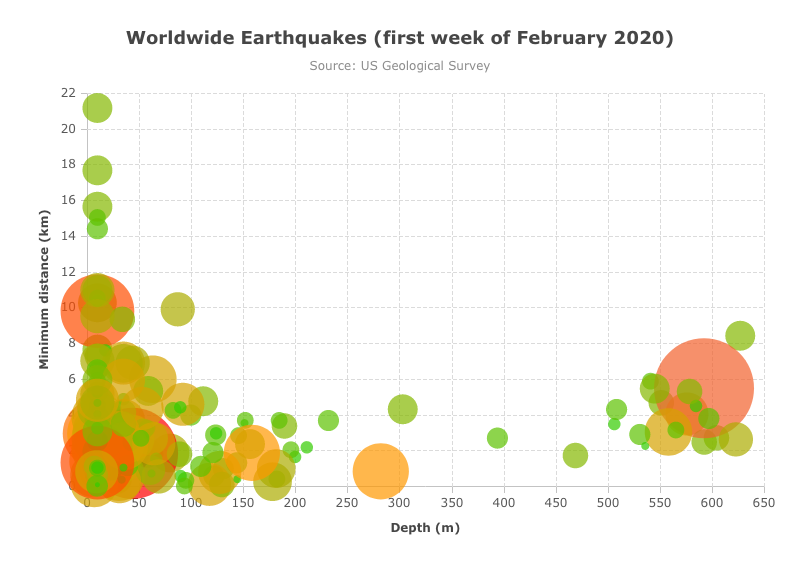 Worldwide Earthquakes (first week of February 2020)
Source: US Geological Survey
22
20
18
16
14
12
10
8
6
Minimum distance (km)
0 50 100 150 200 250 300 350 400 450 500 550 600 650
Depth (m)